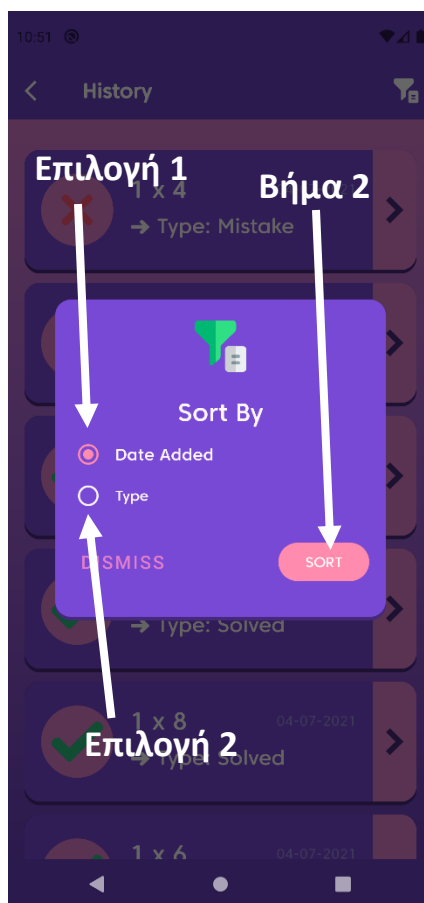 10:51
History
Επιλογή 1
1 x 4
Βήμα 2
→ Type: Mistake
Sort By
Date Added
Type
DISMISS
SORT
→ Type: Solved
1 x 8 04-07-2021
Επιλογή 2
→ Type: Solved
1 x 6 04-07-2021